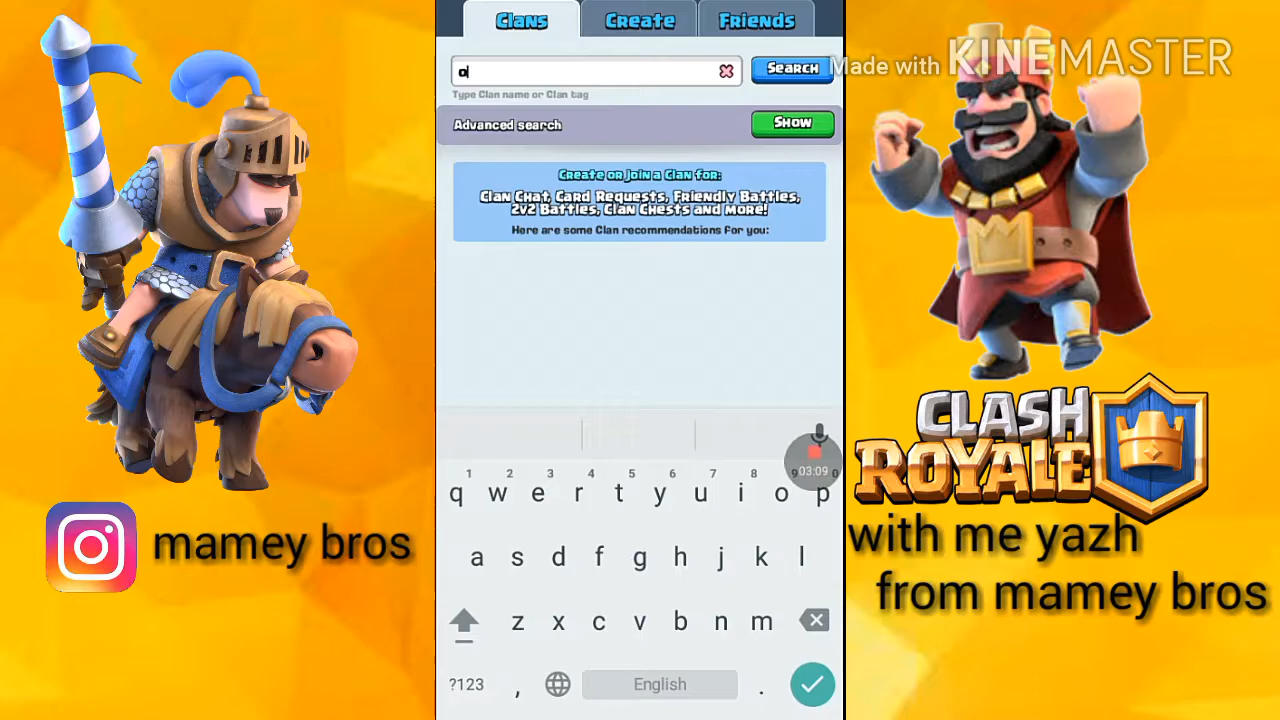 Clans
Create
Friends
o
Search
Made with KINEMASTER
Type Clan name or Clan tag
Advanced search
Show
Create or Join a Clan for:
Clan Chat, Card Requests, Friendly Battles,
2v2 Battles, Clan Chests and more!
Here are some Clan recommendations for you:
CLASH
ROYALE
with me yazh
from mamey bros
mamey bros
03:09
1 2 3 4 5 6 7 8 9 0
q w e r t y u i o p
a s d f g h j k l
z x c v b n m
?123 , English .